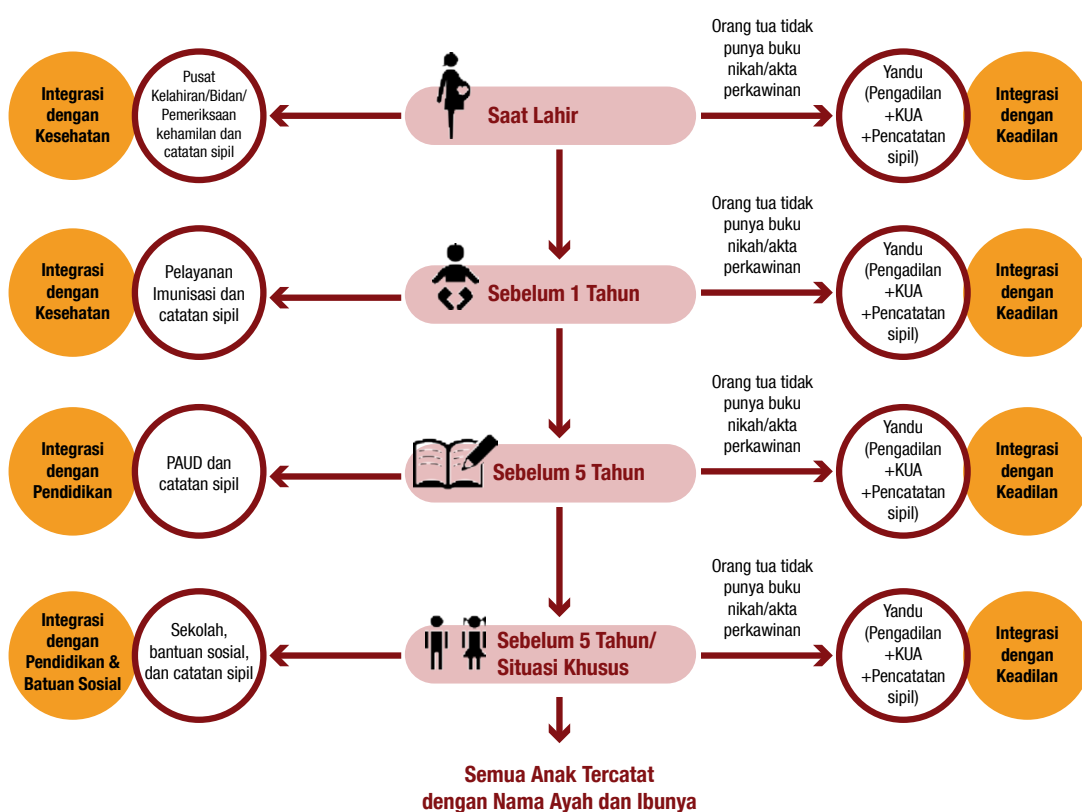 Integrasi
dengan
Kesehatan
Pusat
Kelahiran/Bidan/
Pemeriksaan
kehamilan dan
catatan sipil
Saat Lahir
Orang tua tidak
punya buku
nikah/akta
perkawinan
Yandu
(Pengadilan
+KUA
+Pencatatan
sipil)
Integrasi
dengan
Keadilan
Integrasi
dengan
Kesehatan
Pelayanan
Imunisasi dan
catatan sipil
Sebelum 1 Tahun
Orang tua tidak
punya buku
nikah/akta
perkawinan
Yandu
(Pengadilan
+KUA
+Pencatatan
sipil)
Integrasi
dengan
Keadilan
Integrasi
dengan
Pendidikan
PAUD dan
catatan sipil
Sebelum 5 Tahun
Orang tua tidak
punya buku
nikah/akta
perkawinan
Yandu
(Pengadilan
+KUA
+Pencatatan
sipil)
Integrasi
dengan
Keadilan
Integrasi
dengan
Pendidikan &
Batuan Sosial
Sekolah,
bantuan sosial,
dan catatan sipil
Sebelum 5 Tahun/
Situasi Khusus
Orang tua tidak
punya buku
nikah/akta
perkawinan
Yandu
(Pengadilan
+KUA
+Pencatatan
sipil)
Integrasi
dengan
Keadilan
Semua Anak Tercatat
dengan Nama Ayah dan Ibunya